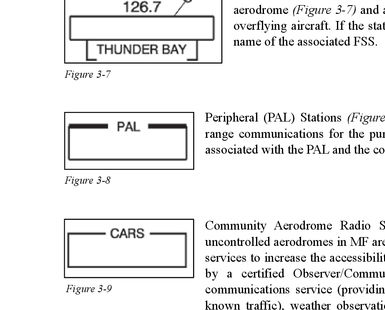 126.7
THUNDER BAY
Figure 3-7
aerodrome (Figure 3-7) and a
overflying aircraft. If the stat
name of the associated FSS.
PAL
Figure 3-8
Peripheral (PAL) Stations (Figure
range communications for the pur
associated with the PAL and the co
CARS
Figure 3-9
Community Aerodrome Radio S
uncontrolled aerodromes in MF are
services to increase the accessibilit
by a certified Observer/Commu
communications service (providin
known traffic), weather observatio